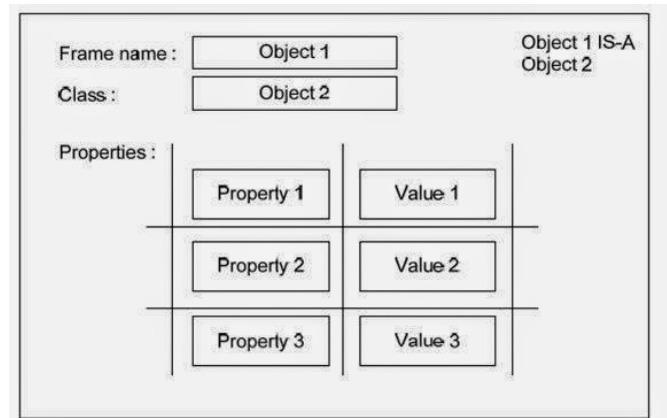 Frame name : Object 1
Object 1 IS-A
Object 2
Class : Object 2
Properties :
Property 1 Value 1
Property 2 Value 2
Property 3 Value 3